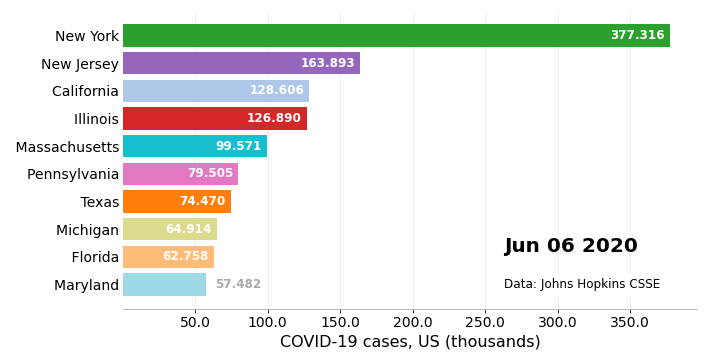 New York 377.316
New Jersey 163.893
California 128.606
Illinois 126.890
Massachusetts 99.571
Pennsylvania 79.505
Texas 74.470
Michigan 64.914
Florida 62.758
Maryland 57.482
Jun 06 2020
Data: Johns Hopkins CSSE
50.0 100.0 150.0 200.0 250.0 300.0 350.0
COVID-19 cases, US (thousands)